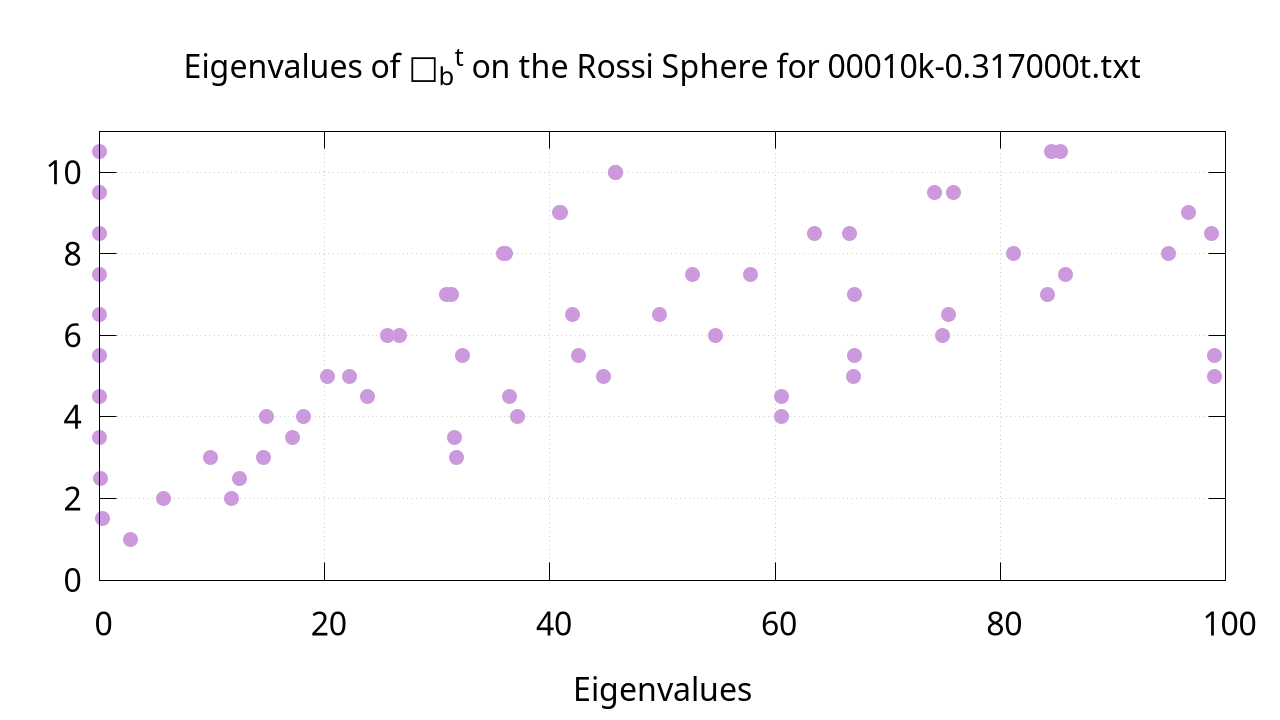 Eigenvalues of □bᵗ on the Rossi Sphere for 00010k-0.317000t.txt
10
8
6
4
2
0
0 20 40 60 80 100
Eigenvalues